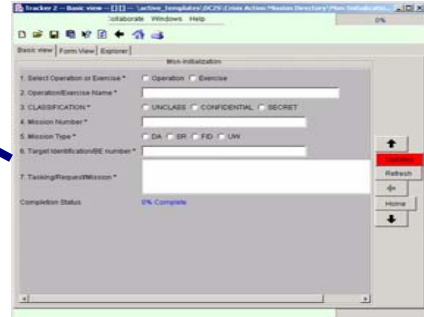 Tracker 2 -- Basic view -- [] [] -- \active_templates\DC25\Crisis Action\Mission Directory\Msn Initializatio...
Collaborate Windows Help
0%
Basic view Form View Explorer
Msn-initialization
1. Select Operation or Exercise * Operation Exercise
2. Operation/Exercise Name *
3. CLASSIFICATION * UNCLASS CONFIDENTIAL SECRET
4. Mission Number *
5. Mission Type * DA SR FID UW
6. Target Identification/BE number *
7. Tasking/Request/Mission *
Refresh
Home
Completion Status 0% Complete